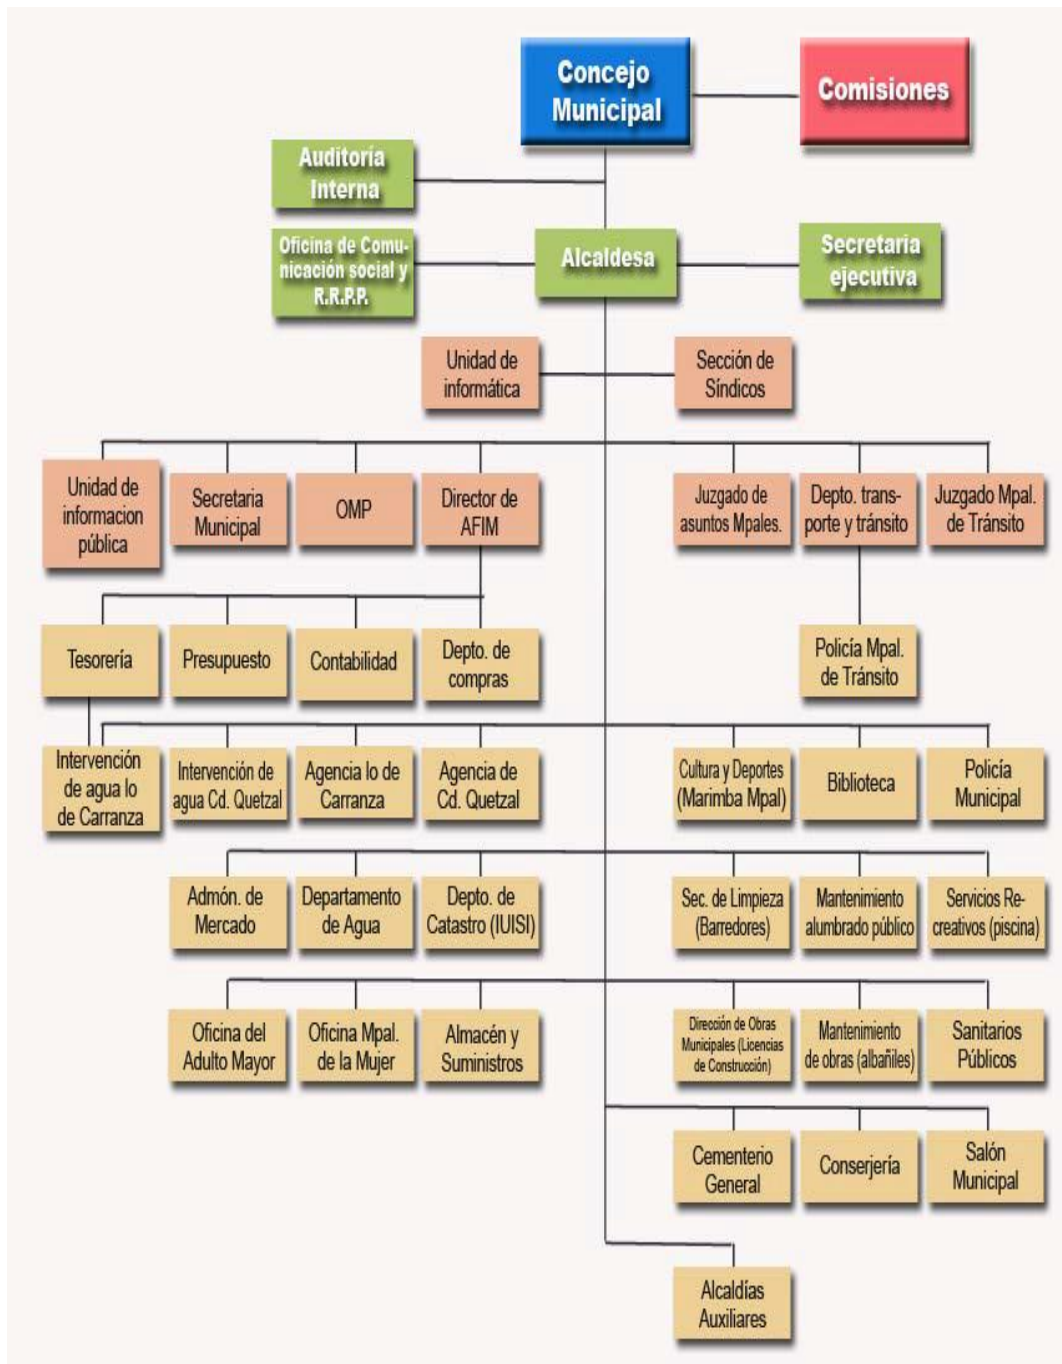 Concejo
Municipal
Comisiones
Auditoría
Interna
Oficina de Comu-
nicación social y
R.R.P.P.
Alcaldesa
Secretaria
ejecutiva
Unidad de
informática
Sección de
Síndicos
Unidad de
informacion
pública
Secretaria
Municipal
OMP
Director de
AFIM
Juzgado de
asuntos Mpales.
Depto. trans-
porte y tránsito
Juzgado Mpal.
de Tránsito
Tesorería
Presupuesto
Contabilidad
Depto. de
compras
Policía Mpal.
de Tránsito
Intervención
de agua lo
de Carranza
Intervención de
agua Cd. Quetzal
Agencia lo de
Carranza
Agencia de
Cd. Quetzal
Cultura y Deportes
(Marimba Mpal)
Biblioteca
Policía
Municipal
Admón. de
Mercado
Departamento
de Agua
Depto. de
Catastro (IUISI)
Sec. de Limpieza
(Barredores)
Mantenimiento
alumbrado público
Servicios Re-
creativos (piscina)
Oficina del
Adulto Mayor
Oficina Mpal.
de la Mujer
Almacén y
Suministros
Dirección de Obras
Municipales (Licencias
de Construcción)
Mantenimiento
de obras (albañiles)
Sanitarios
Públicos
Cementerio
General
Conserjería
Salón
Municipal
Alcaldías
Auxiliares